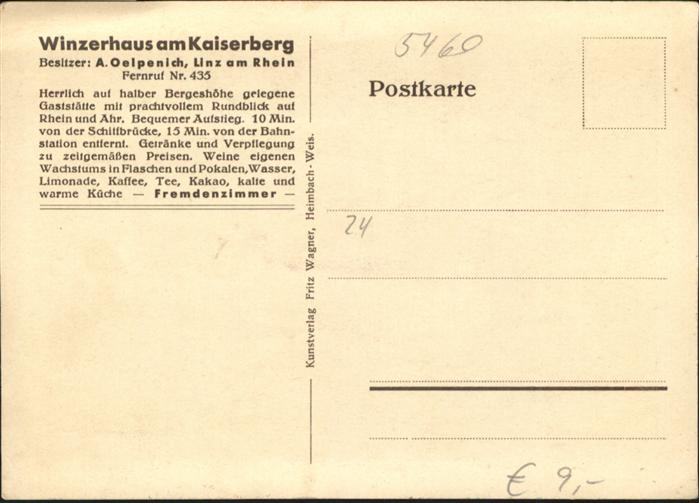 Winzerhaus am Kaiserberg
Besitzer: A. Oelpenich, Linz am Rhein
Fernruf Nr. 435
Herrlich auf halber Bergeshöhe gelegene
Gaststätte mit prachtvollem Rundblick auf
Rhein und Ahr. Bequemer Aufstieg. 10 Min.
von der Schiffbrücke, 15 Min. von der Bahn-
station entfernt. Getränke und Verpflegung
zu zeitgemäßen Preisen. Weine eigenen
Wachstums in Flaschen und Pokalen, Wasser,
Limonade, Kaffee, Tee, Kakao, kalte und
warme Küche — Fremdenzimmer —
Kunstverlag Fritz Wagner, Heimbach-Weis.
5460
Postkarte
24
€ 9,-